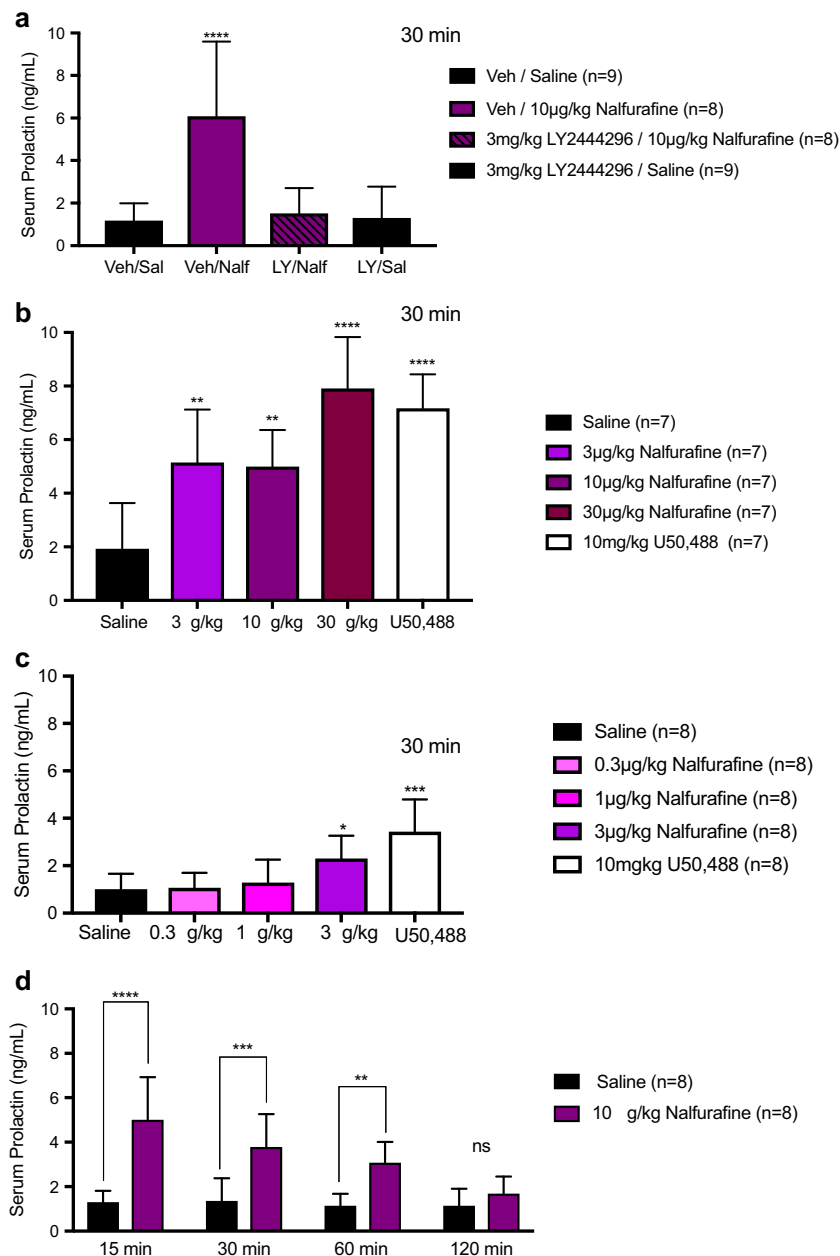 a
30 min
Serum Prolactin (ng/mL)
10
8
6
4
2
0
****
Veh/Sal Veh/Nalf LY/Nalf LY/Sal
Veh / Saline (n=9)
Veh / 10µg/kg Nalfurafine (n=8)
3mg/kg LY2444296 / 10µg/kg Nalfurafine (n=8)
3mg/kg LY2444296 / Saline (n=9)
b
30 min
Serum Prolactin (ng/mL)
10
8
6
4
2
0
** ** **** ****
Saline 3 g/kg 10 g/kg 30 g/kg U50,488
Saline (n=7)
3µg/kg Nalfurafine (n=7)
10µg/kg Nalfurafine (n=7)
30µg/kg Nalfurafine (n=7)
10mg/kg U50,488 (n=7)
c
30 min
Serum Prolactin (ng/mL)
10
8
6
4
2
0
* ***
Saline 0.3 g/kg 1 g/kg 3 g/kg U50,488
Saline (n=8)
0.3µg/kg Nalfurafine (n=8)
1µg/kg Nalfurafine (n=8)
3µg/kg Nalfurafine (n=8)
10mgkg U50,488 (n=8)
d
Serum Prolactin (ng/mL)
10
8
6
4
2
0
**** *** ** ns
15 min 30 min 60 min 120 min
Saline (n=8)
10 g/kg Nalfurafine (n=8)